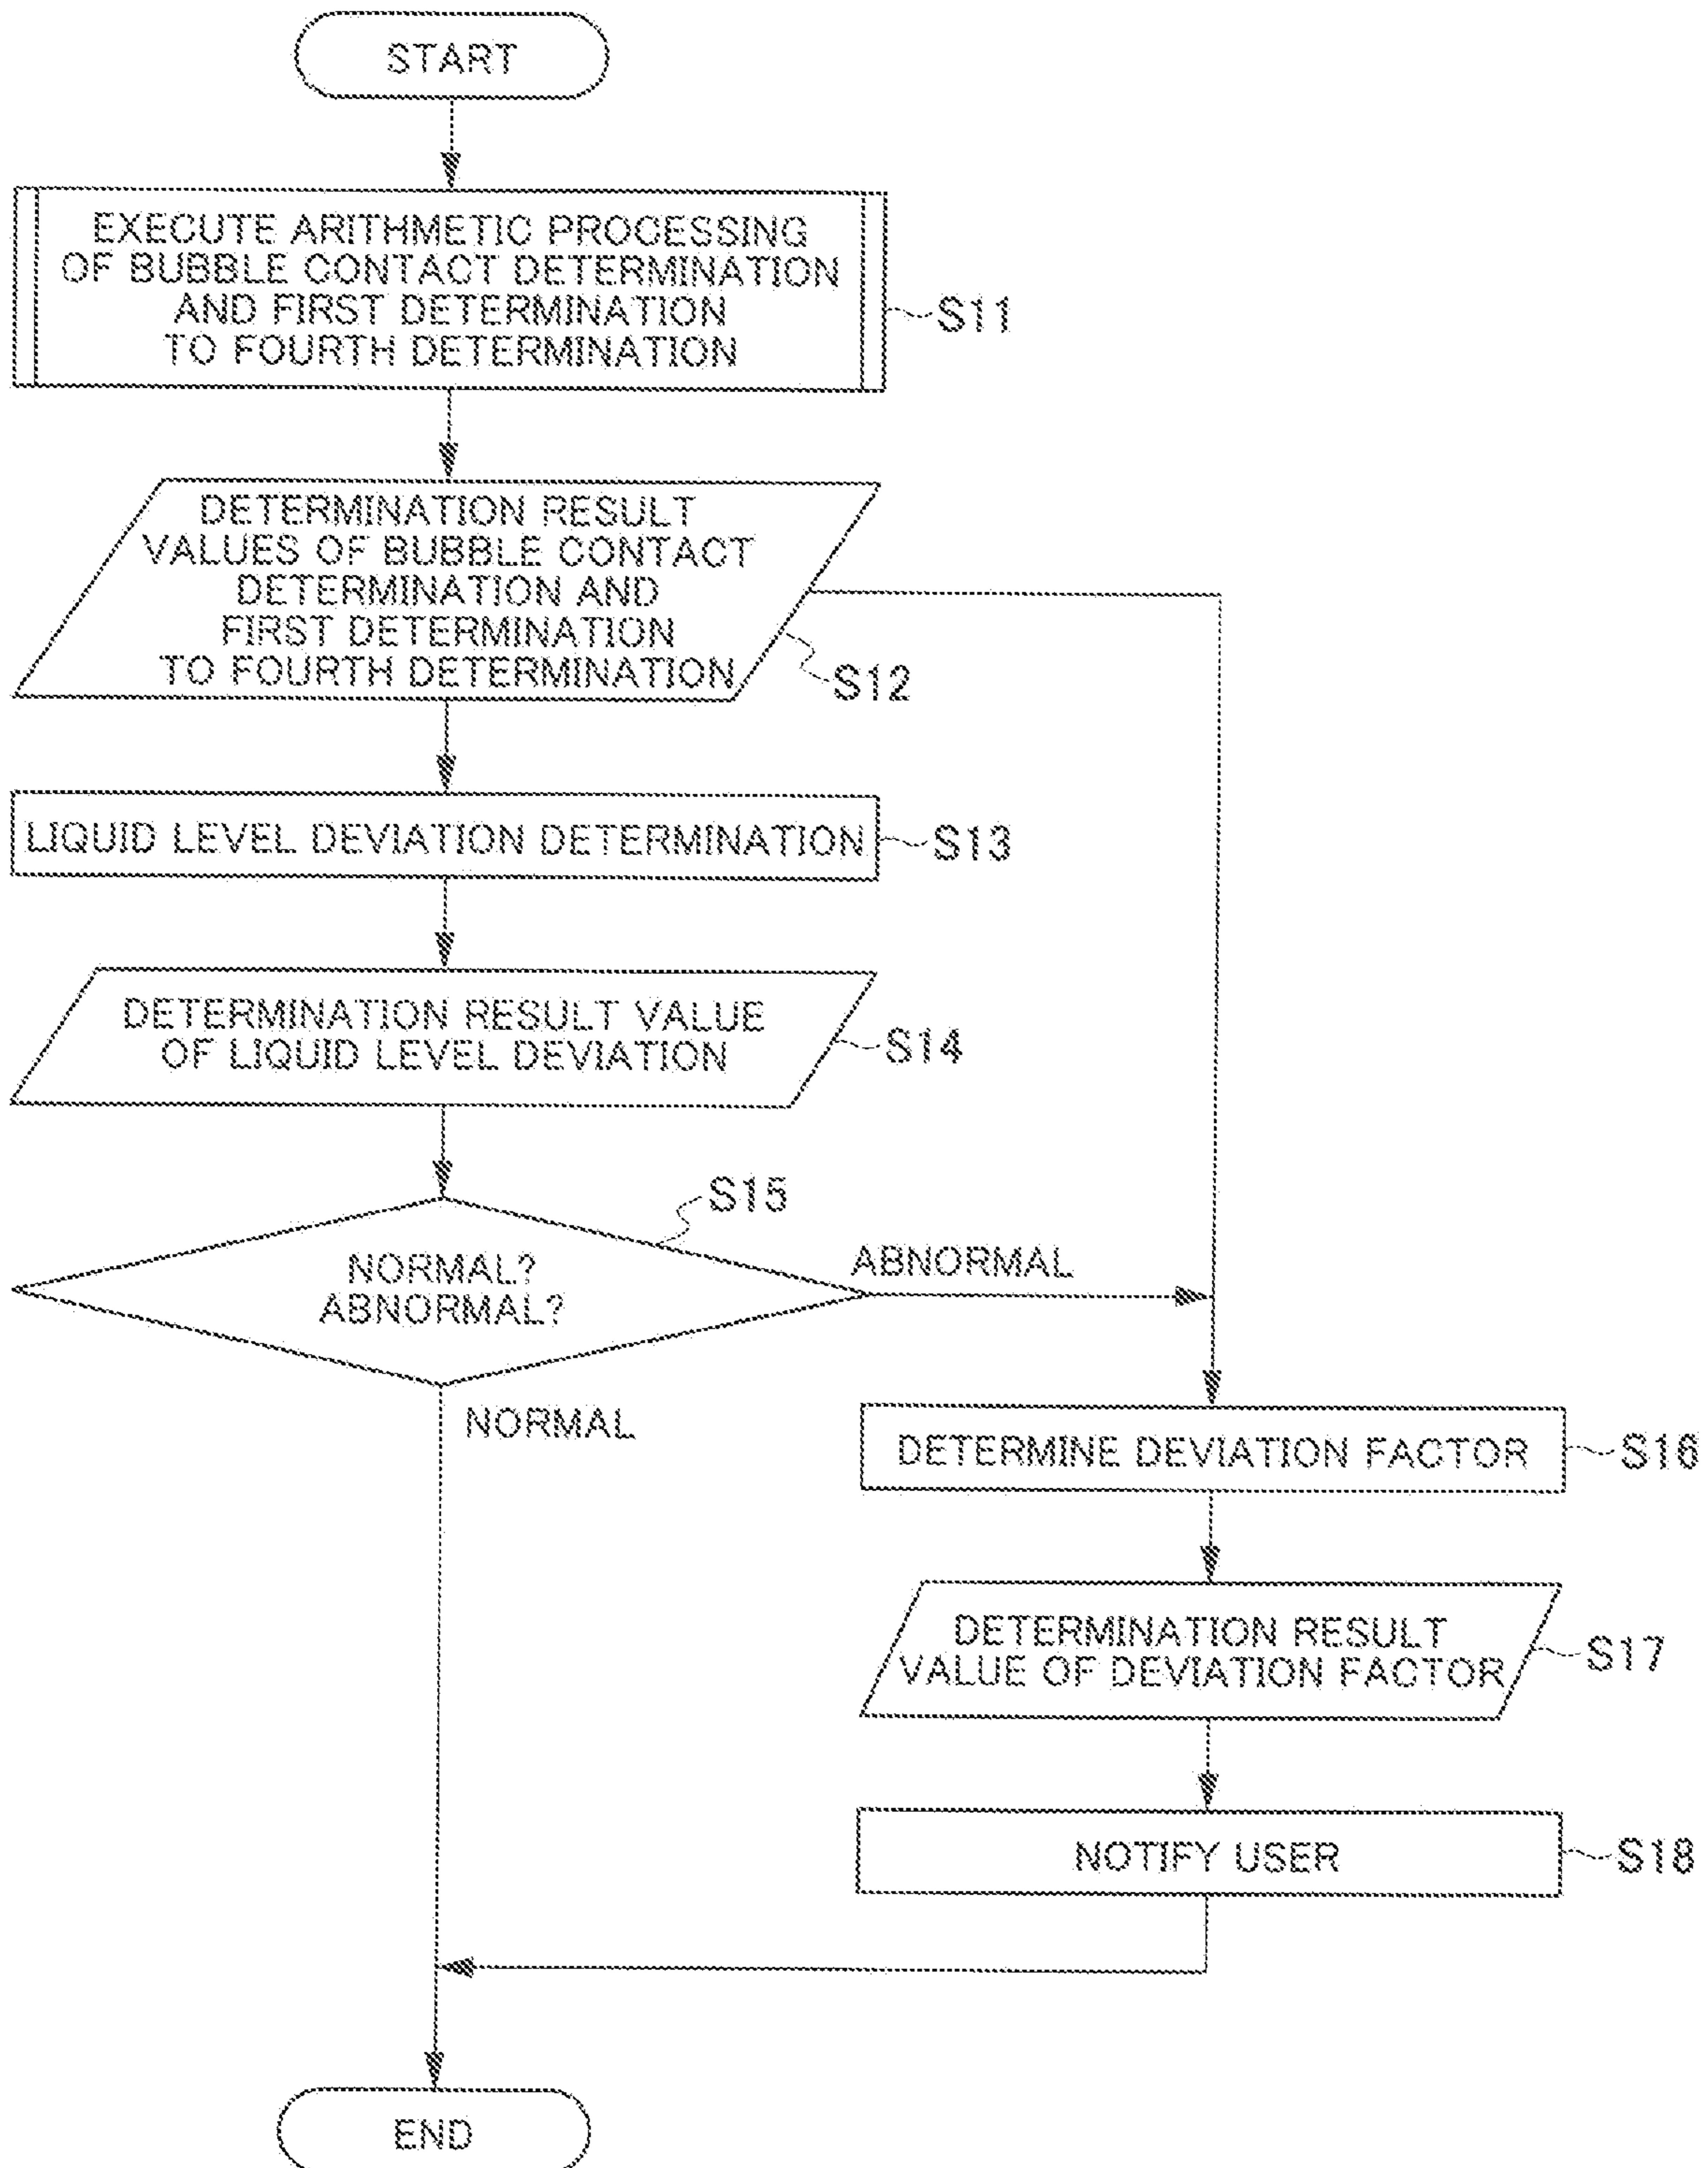 START
EXECUTE ARITHMETIC PROCESSING
OF BUBBLE CONTACT DETERMINATION
AND FIRST DETERMINATION
TO FOURTH DETERMINATION
S11
DETERMINATION RESULT
VALUES OF BUBBLE CONTACT
DETERMINATION AND
FIRST DETERMINATION
TO FOURTH DETERMINATION
S12
LIQUID LEVEL DEVIATION DETERMINATION
S13
DETERMINATION RESULT VALUE
OF LIQUID LEVEL DEVIATION
S14
S15
NORMAL?
ABNORMAL?
ABNORMAL
NORMAL
DETERMINE DEVIATION FACTOR
S16
DETERMINATION RESULT
VALUE OF DEVIATION FACTOR
S17
NOTIFY USER
S18
END